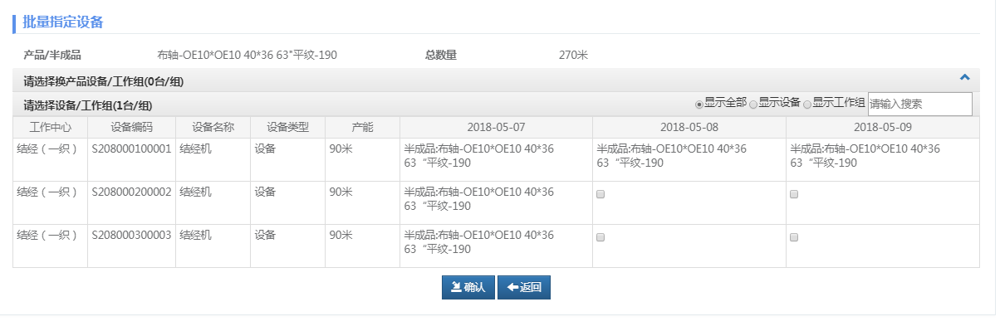 批量指定设备
产品/半成品 布轴-OE10*OE10 40*36 63"平纹-190 总数量 270米
请选择换产品设备/工作组(0台/组)
请选择设备/工作组(1台/组) 显示全部 显示设备 显示工作组 请输入搜索
工作中心 设备编码 设备名称 设备类型 产能 2018-05-07 2018-05-08 2018-05-09
结经（一织） S208000100001 结经机 设备 90米 半成品:布轴-OE10*OE10 40*36 半成品:布轴-OE10*OE10 40*36 半成品:布轴-OE10*OE10 40*36
63“平纹-190 63“平纹-190 63“平纹-190
结经（一织） S208000200002 结经机 设备 90米 半成品:布轴-OE10*OE10 40*36
63“平纹-190
结经（一织） S208000300003 结经机 设备 90米 半成品:布轴-OE10*OE10 40*36
63“平纹-190
确认 返回